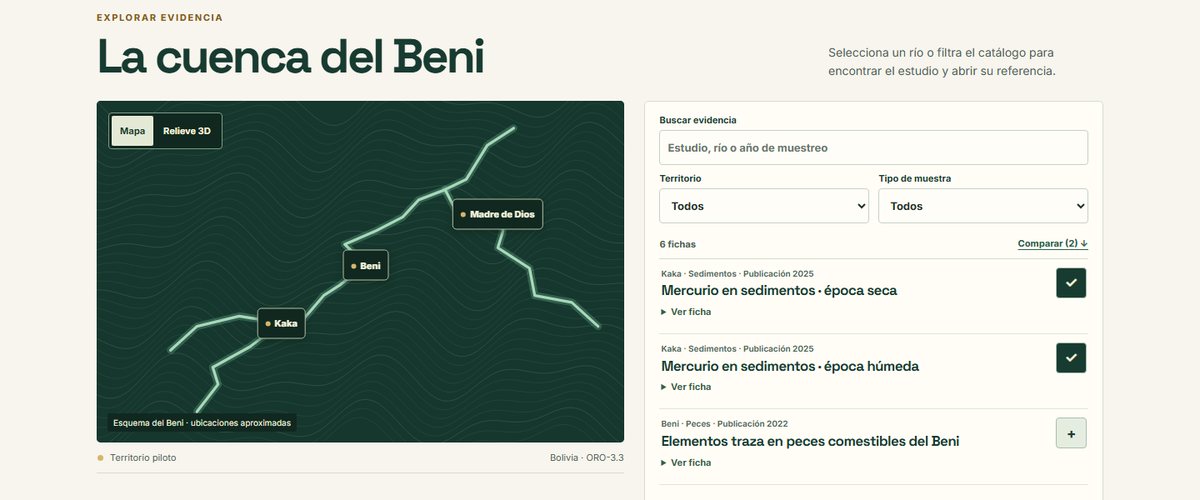 EXPLORAR EVIDENCIA
La cuenca del Beni
Selecciona un río o filtra el catálogo para
encontrar el estudio y abrir su referencia.
Mapa
Relieve 3D
Madre de Dios
Beni
Kaka
Esquema del Beni · ubicaciones aproximadas
Territorio piloto
Bolivia · ORO-3.3
Buscar evidencia
Estudio, río o año de muestreo
Territorio
Tipo de muestra
Todos
Todos
6 fichas
Comparar (2) ↓
Kaka · Sedimentos · Publicación 2025
Mercurio en sedimentos · época seca
Ver ficha
Kaka · Sedimentos · Publicación 2025
Mercurio en sedimentos · época húmeda
Ver ficha
Beni · Peces · Publicación 2022
Elementos traza en peces comestibles del Beni
Ver ficha